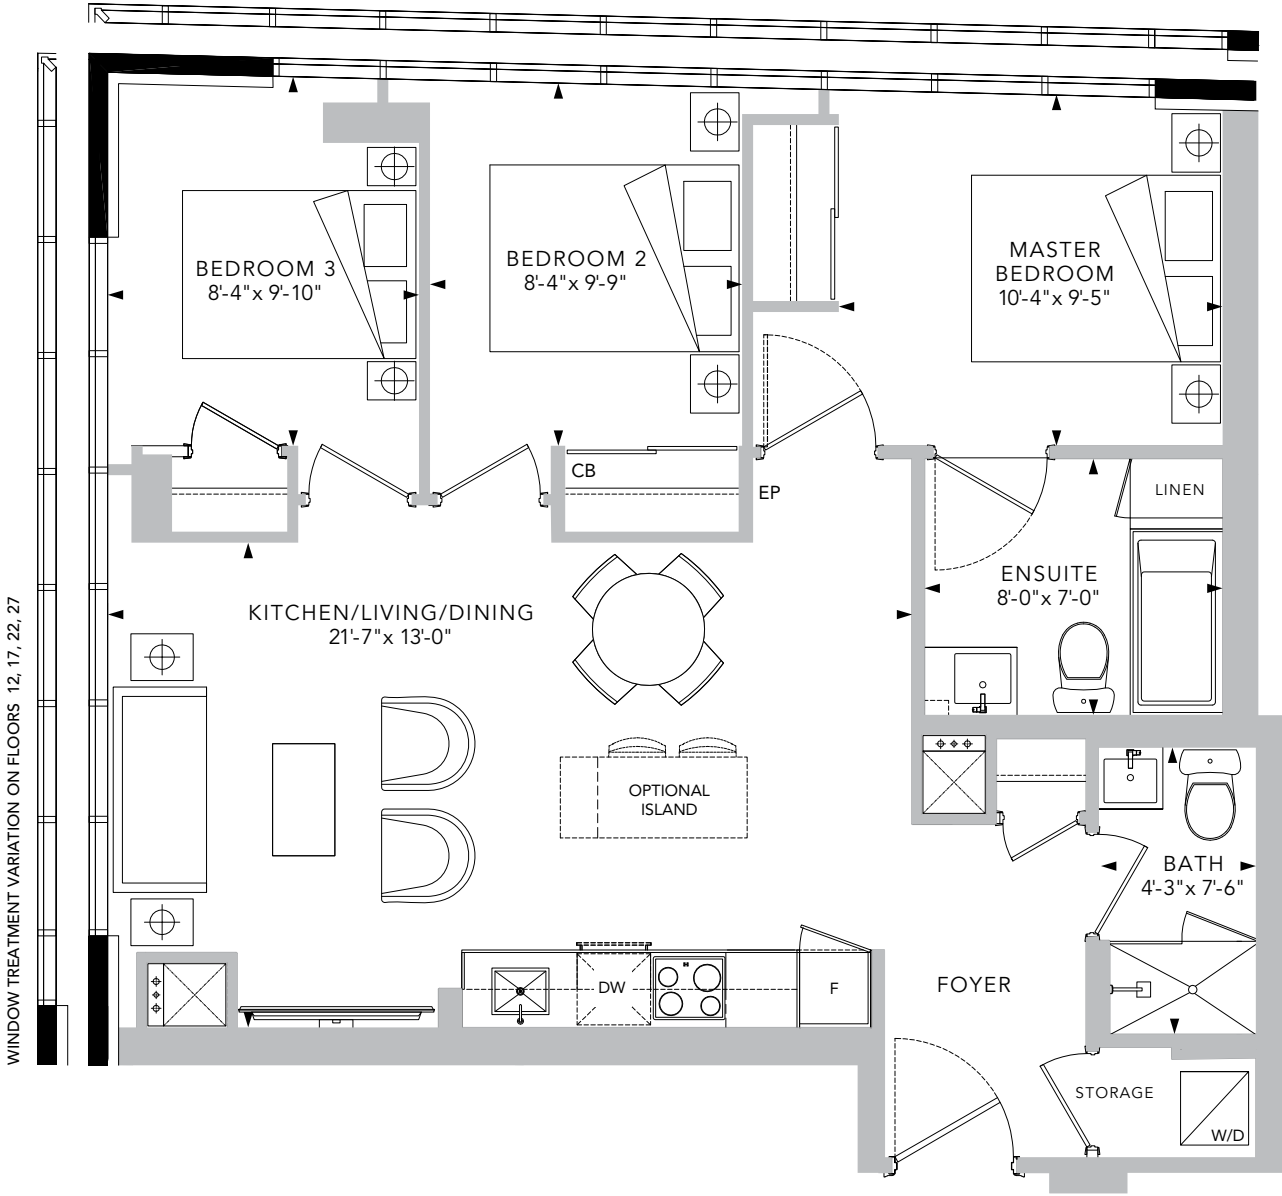 BEDROOM 3
8'-4" x 9'-10"
BEDROOM 2
8'-4" x 9'-9"
MASTER
BEDROOM
10'-4" x 9'-5"
CB
EP
LINEN
ENSUITE
8'-0" x 7'-0"
KITCHEN/LIVING/DINING
21'-7" x 13'-0"
OPTIONAL
ISLAND
BATH
4'-3" x 7'-6"
DW
F
FOYER
STORAGE
W/D
WINDOW TREATMENT VARIATION ON FLOORS 12, 17, 22, 27